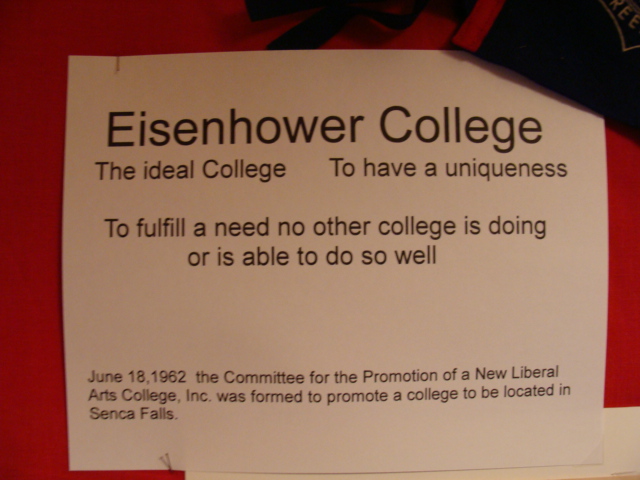 REE
Eisenhower College
The ideal College To have a uniqueness
To fulfill a need no other college is doing
or is able to do so well
June 18,1962 the Committee for the Promotion of a New Liberal
Arts College, Inc. was formed to promote a college to be located in
Senca Falls.